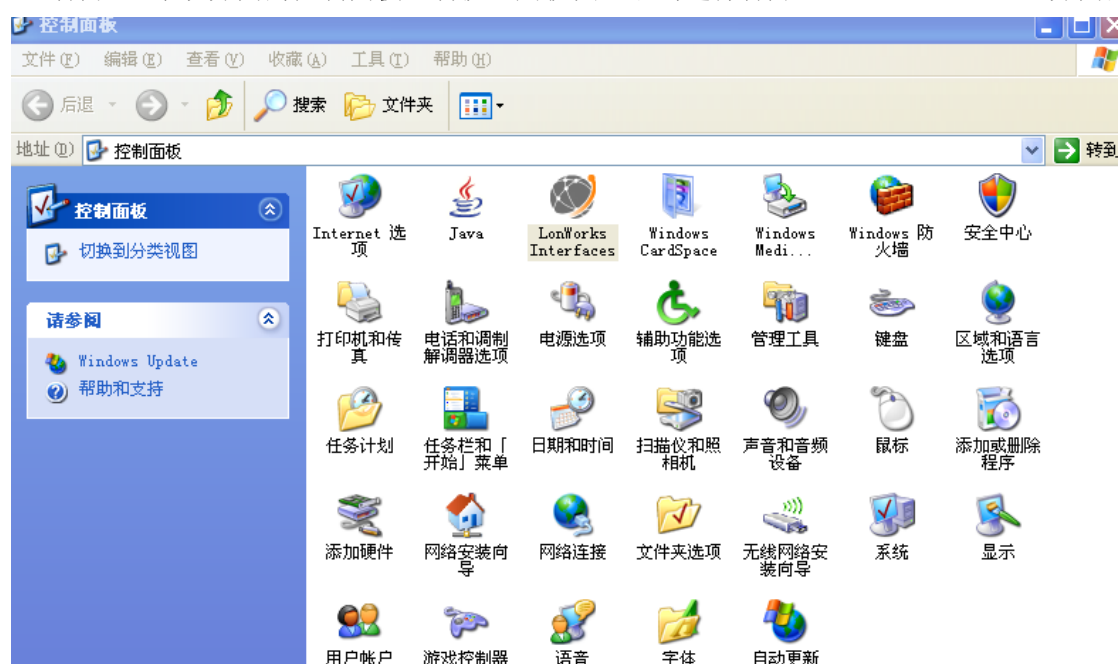 控制面板
文件(F) 编辑(E) 查看(V) 收藏(A) 工具(T) 帮助(H)
后退 搜索 文件夹
地址(D) 控制面板 转到
控制面板
切换到分类视图
请参阅
Windows Update
帮助和支持
Internet 选
项
Java
LonWorks
Interfaces
Windows
CardSpace
Windows
Medi...
Windows 防
火墙
安全中心
打印机和传
真
电话和调制
解调器选项
电源选项
辅助功能选
项
管理工具
键盘
区域和语言
选项
任务计划
任务栏和「
开始」菜单
日期和时间
扫描仪和照
相机
声音和音频
设备
鼠标
添加或删除
程序
添加硬件
网络安装向
导
网络连接
文件夹选项
无线网络安
装向导
系统
显示
用户帐户
游戏控制器
语音
字体
自动更新